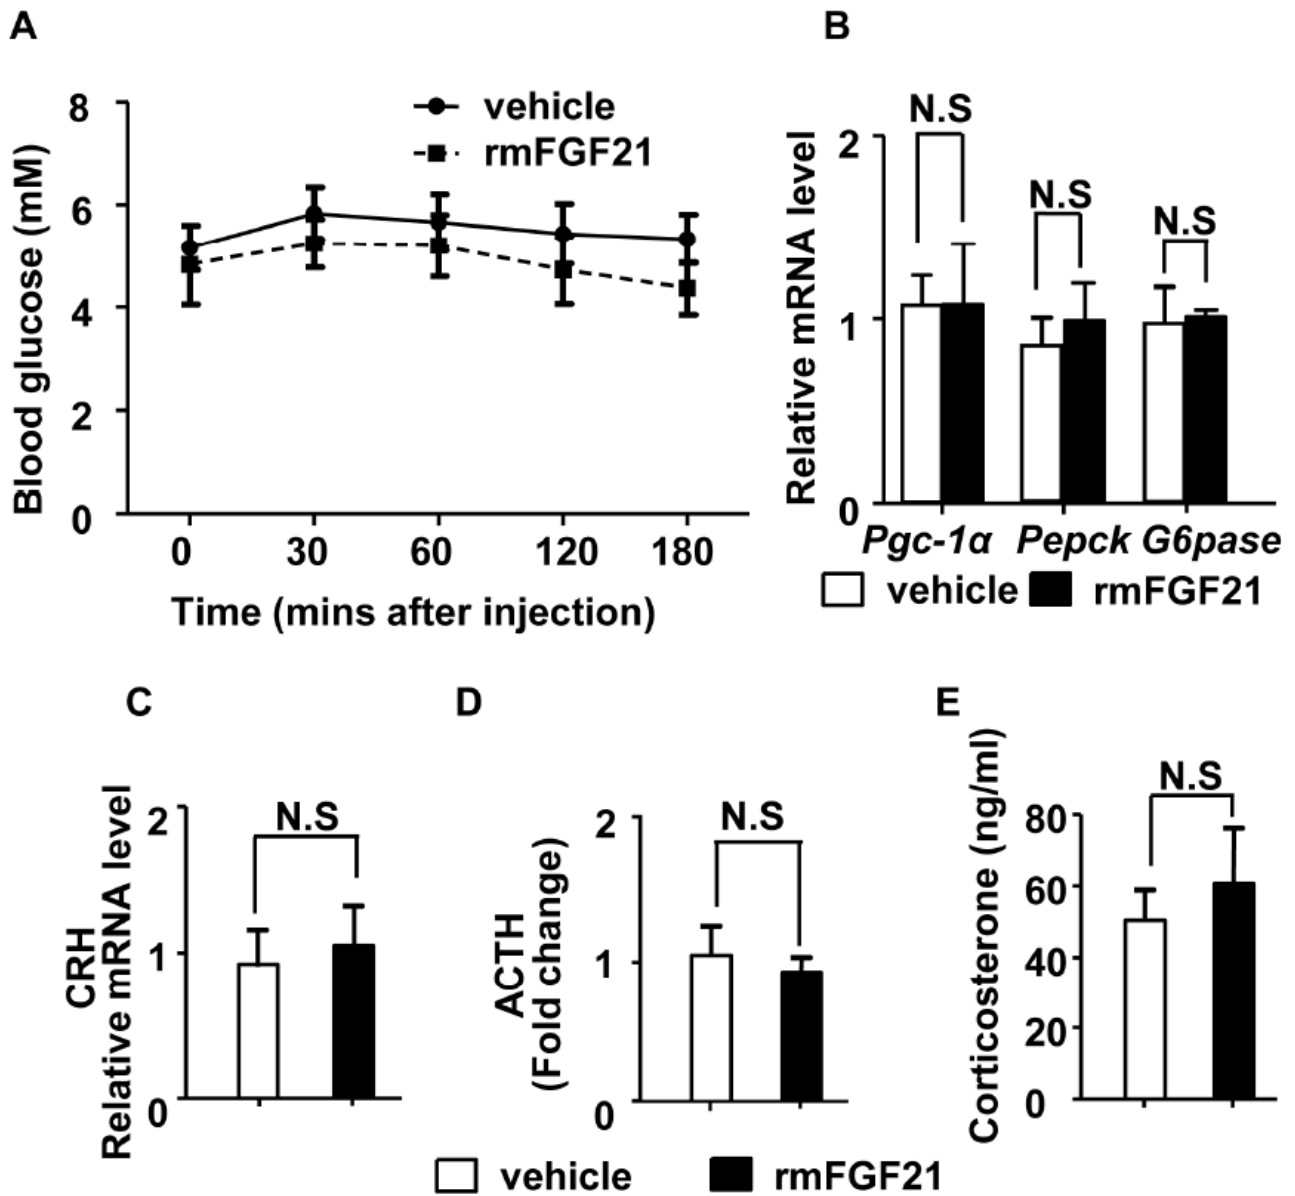 A
B
8
6
4
2
0
Blood glucose (mM)
vehicle
rmFGF21
0 30 60 120 180
Time (mins after injection)
2
1
0
Relative mRNA level
N.S
N.S
N.S
Pgc-1α Pepck G6pase
vehicle rmFGF21
C
D
E
CRH
Relative mRNA level
2
1
0
N.S
ACTH
(Fold change)
2
1
0
N.S
Corticosterone (ng/ml)
80
60
40
20
0
N.S
vehicle rmFGF21